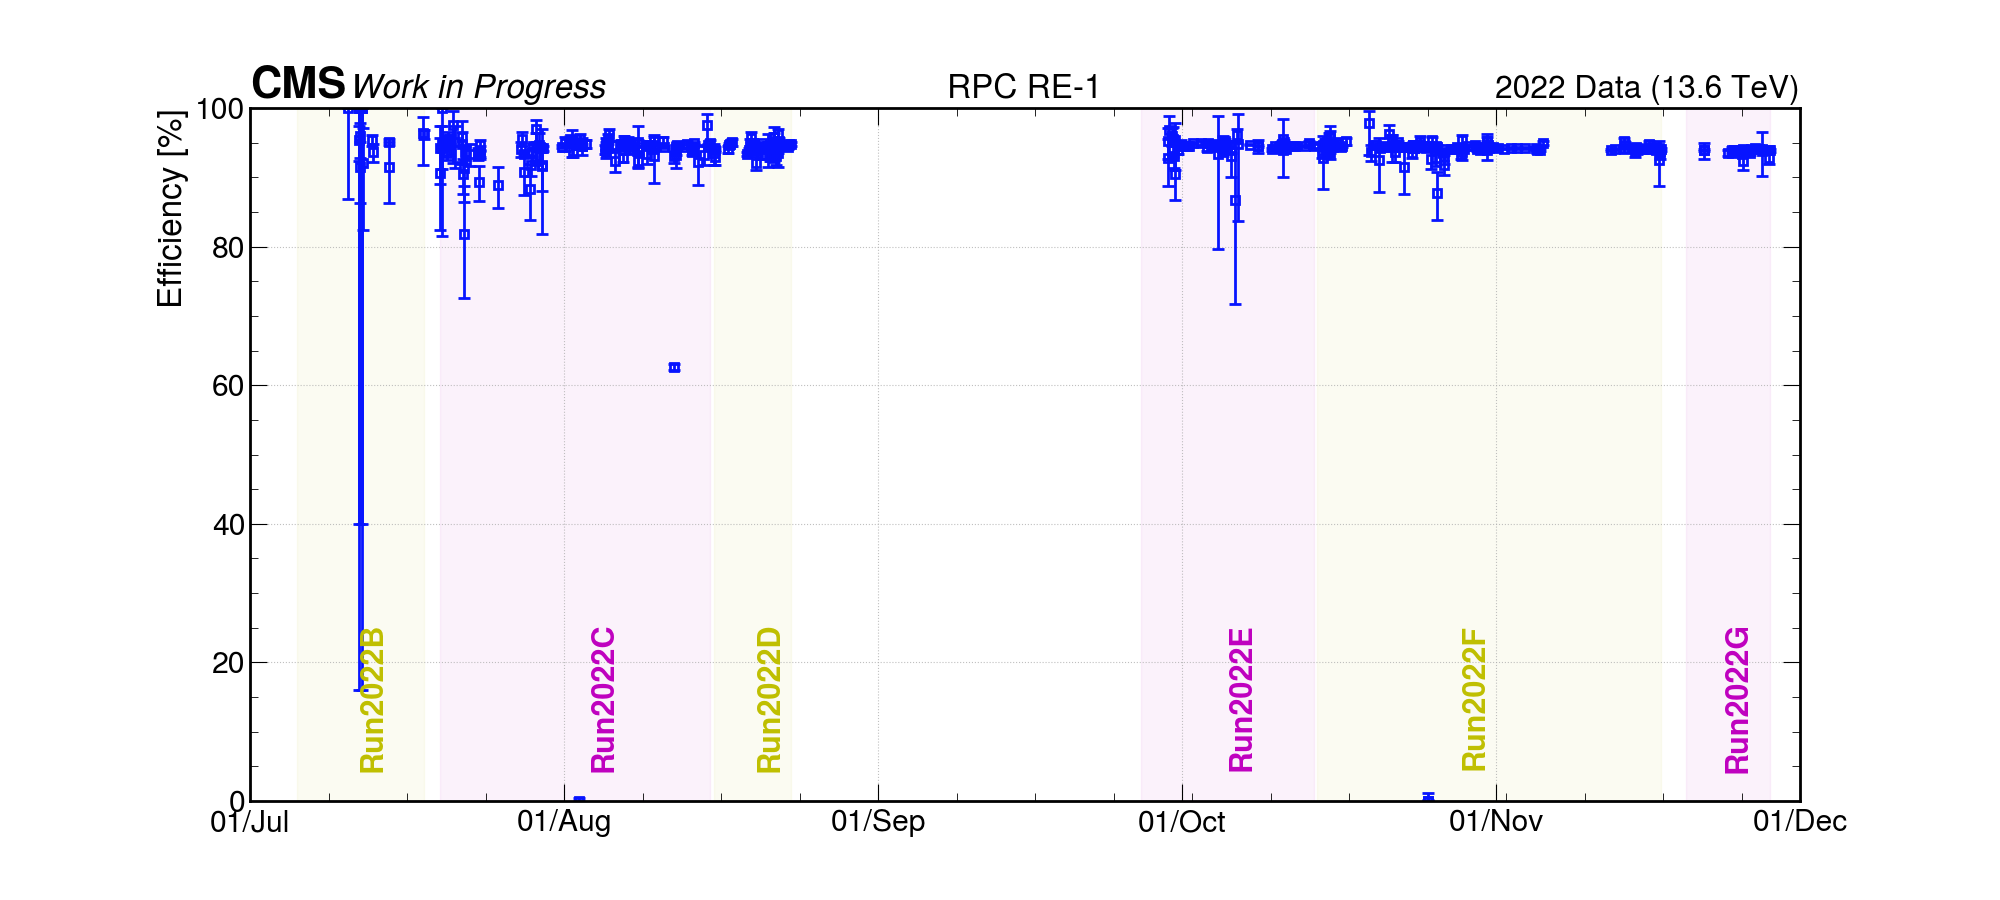 CMS Work in Progress RPC RE-1 2022 Data (13.6 TeV)
Efficiency [%]
100
80
60
40
20
0
Run2022B
Run2022C
Run2022D
Run2022E
Run2022F
Run2022G
01/Jul 01/Aug 01/Sep 01/Oct 01/Nov 01/Dec